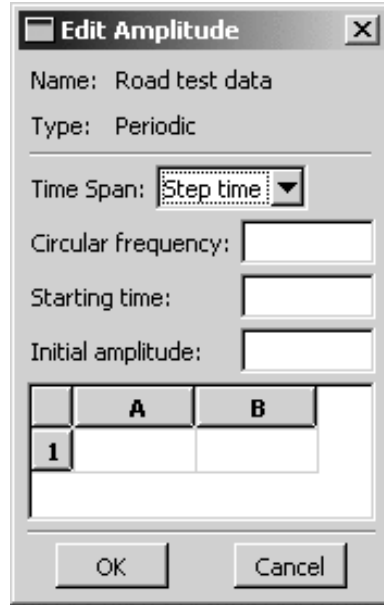 Edit Amplitude
Name: Road test data
Type: Periodic
Time Span: Step time
Circular frequency:
Starting time:
Initial amplitude:
A B
1
OK Cancel